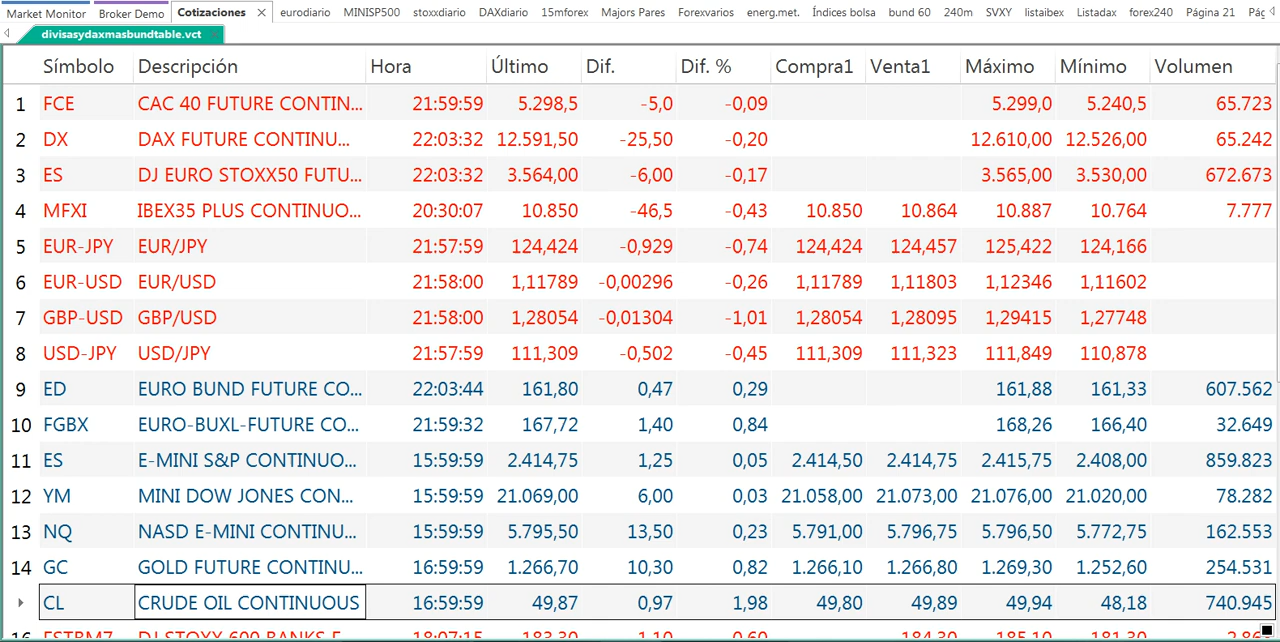 Market Monitor Broker Demo Cotizaciones eurodiario MINISP500 stoxxdiario DAXdiario 15mforex Majors Pares Forexvarios energ.met. Índices bolsa bund 60 240m SVXY listaibex Listadax forex240 Página 21
divisasydaxmasbundtable.vct
Símbolo Descripción Hora Último Dif. Dif. % Compra1 Venta1 Máximo Mínimo Volumen
1 FCE CAC 40 FUTURE CONTIN... 21:59:59 5.298,5 -5,0 -0,09 5.299,0 5.240,5 65.723
2 DX DAX FUTURE CONTINU... 22:03:32 12.591,50 -25,50 -0,20 12.610,00 12.526,00 65.242
3 ES DJ EURO STOXX50 FUTU... 22:03:32 3.564,00 -6,00 -0,17 3.565,00 3.530,00 672.673
4 MFXI IBEX35 PLUS CONTINUO... 20:30:07 10.850 -46,5 -0,43 10.850 10.864 10.887 10.764 7.777
5 EUR-JPY EUR/JPY 21:57:59 124,424 -0,929 -0,74 124,424 124,457 125,422 124,166
6 EUR-USD EUR/USD 21:58:00 1,11789 -0,00296 -0,26 1,11789 1,11803 1,12346 1,11602
7 GBP-USD GBP/USD 21:58:00 1,28054 -0,01304 -1,01 1,28054 1,28095 1,29415 1,27748
8 USD-JPY USD/JPY 21:57:59 111,309 -0,502 -0,45 111,309 111,323 111,849 110,878
9 ED EURO BUND FUTURE CO... 22:03:44 161,80 0,47 0,29 161,88 161,33 607.562
10 FGBX EURO-BUXL-FUTURE CO... 21:59:32 167,72 1,40 0,84 168,26 166,40 32.649
11 ES E-MINI S&P CONTINUO... 15:59:59 2.414,75 1,25 0,05 2.414,50 2.414,75 2.415,75 2.408,00 859.823
12 YM MINI DOW JONES CON... 15:59:59 21.069,00 6,00 0,03 21.058,00 21.073,00 21.076,00 21.020,00 78.282
13 NQ NASD E-MINI CONTINU... 15:59:59 5.795,50 13,50 0,23 5.791,00 5.796,75 5.796,50 5.772,75 162.553
14 GC GOLD FUTURE CONTINU... 16:59:59 1.266,70 10,30 0,82 1.266,10 1.266,80 1.269,30 1.252,60 254.531
CL CRUDE OIL CONTINUOUS 16:59:59 49,87 0,97 1,98 49,80 49,89 49,94 48,18 740.945